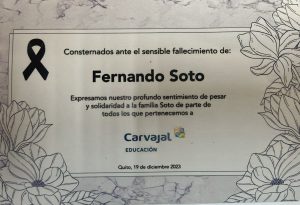 Consternados ante el sensible fallecimiento de:
Fernando Soto
Expresamos nuestro profundo sentimiento de pesar
y solidaridad a la familia Soto de parte de
todos los que pertenecemos a
Carvajal
EDUCACIÓN
Quito, 19 de diciembre 2023